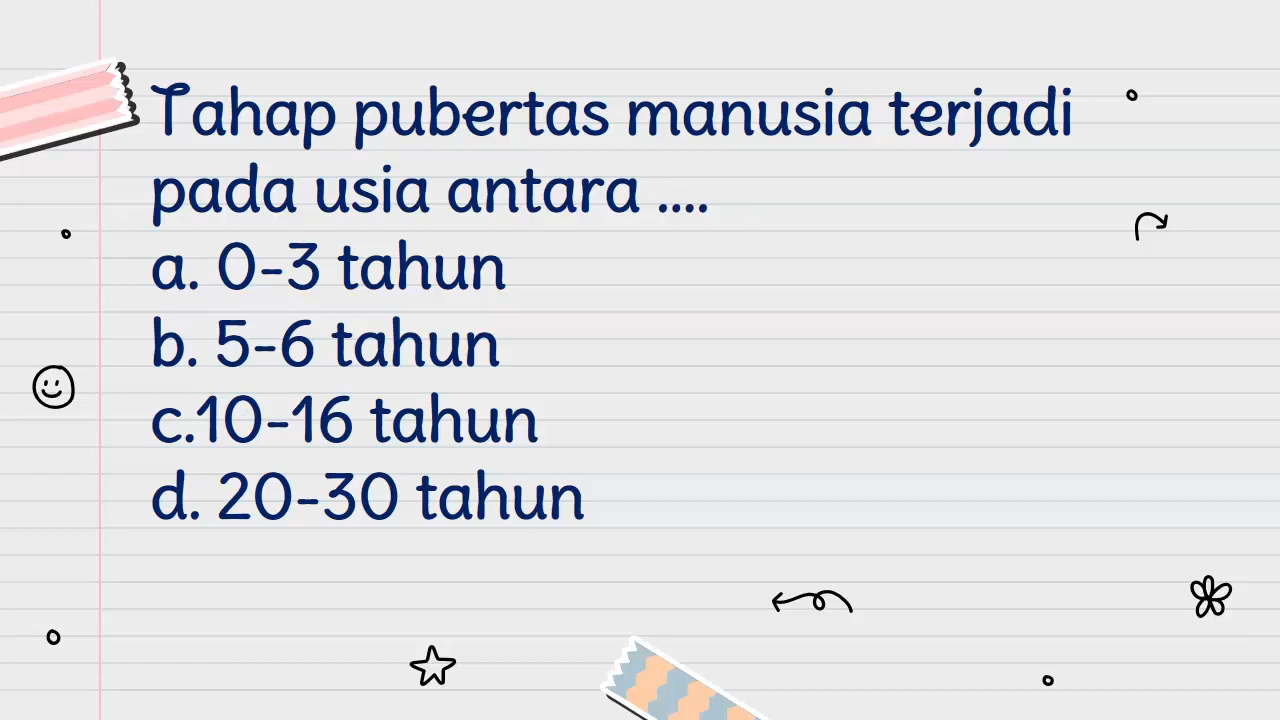 Tahap pubertas manusia terjadi
pada usia antara ....
a. 0-3 tahun
b. 5-6 tahun
c.10-16 tahun
d. 20-30 tahun